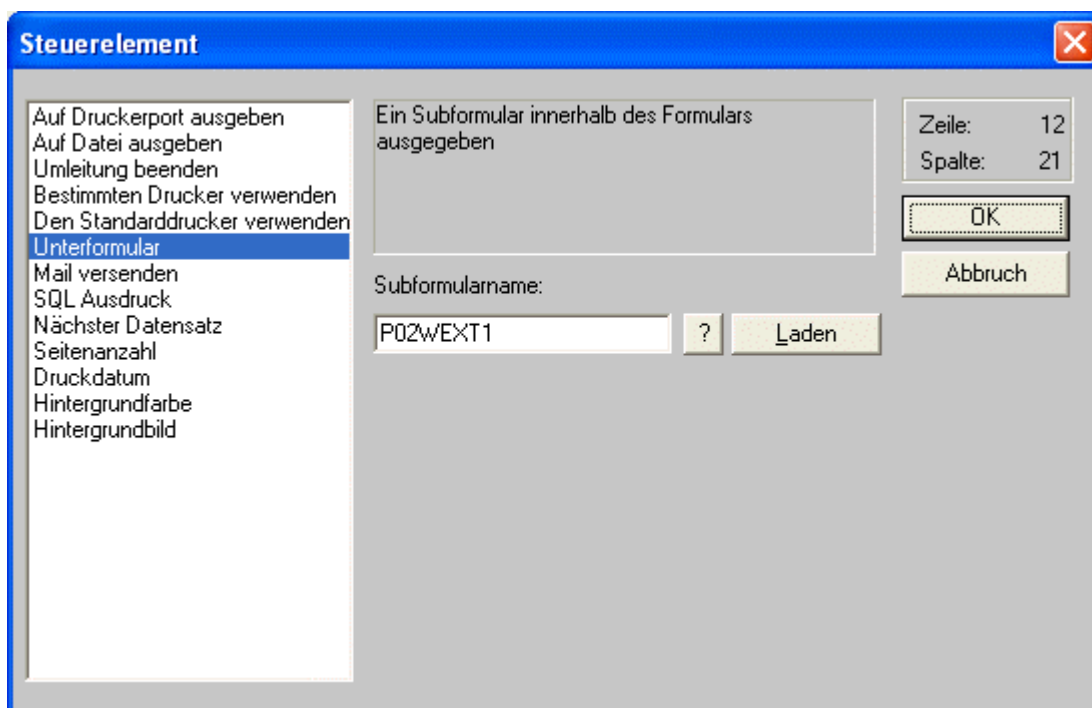 Steuerelement
Auf Druckerport ausgeben
Auf Datei ausgeben
Umleitung beenden
Bestimmten Drucker verwenden
Den Standarddrucker verwenden
Unterformular
Mail versenden
SQL Ausdruck
Nächster Datensatz
Seitenanzahl
Druckdatum
Hintergrundfarbe
Hintergrundbild
Ein Subformular innerhalb des Formulars
ausgegeben
Subformularname:
P02WEXT1
?
Laden
Zeile: 12
Spalte: 21
OK
Abbruch